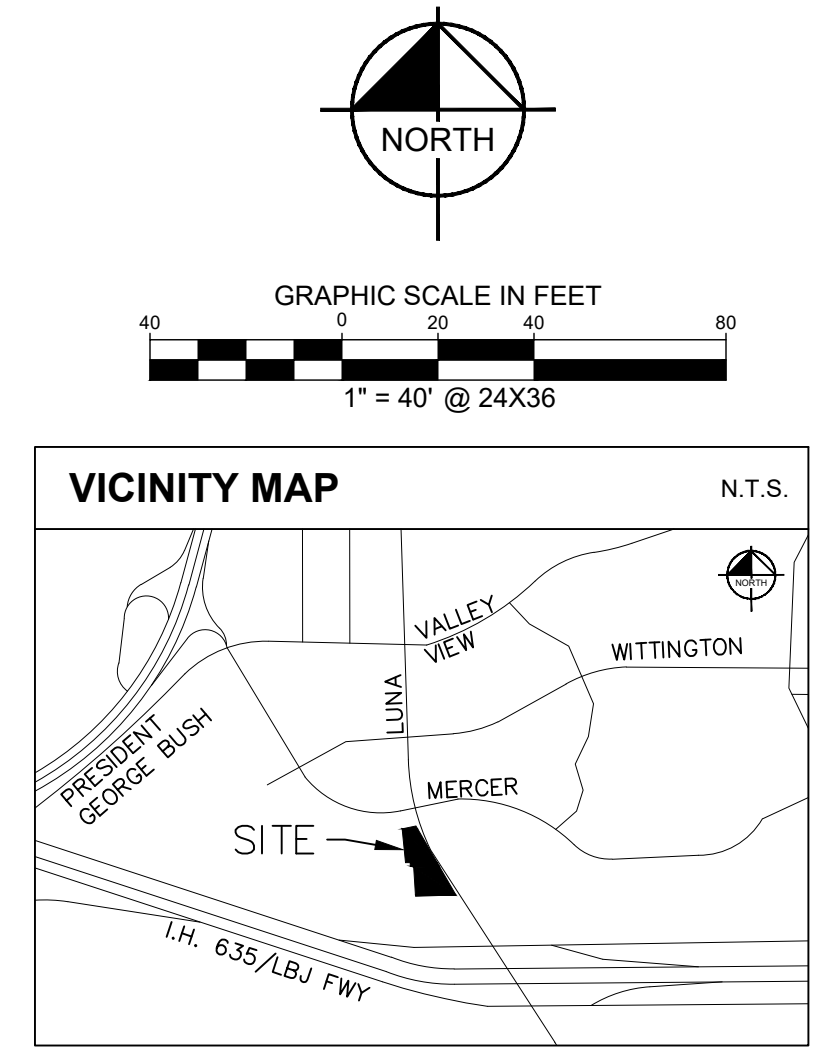 NORTH
GRAPHIC SCALE IN FEET
40 0 20 40 80
1" = 40' @ 24X36
VICINITY MAP
N.T.S.
NORTH
VALLEY
VIEW
WITTINGTON
LUNA
PRESIDENT
GEORGE BUSH
MERCER
SITE
I.H. 635/LBJ FWY